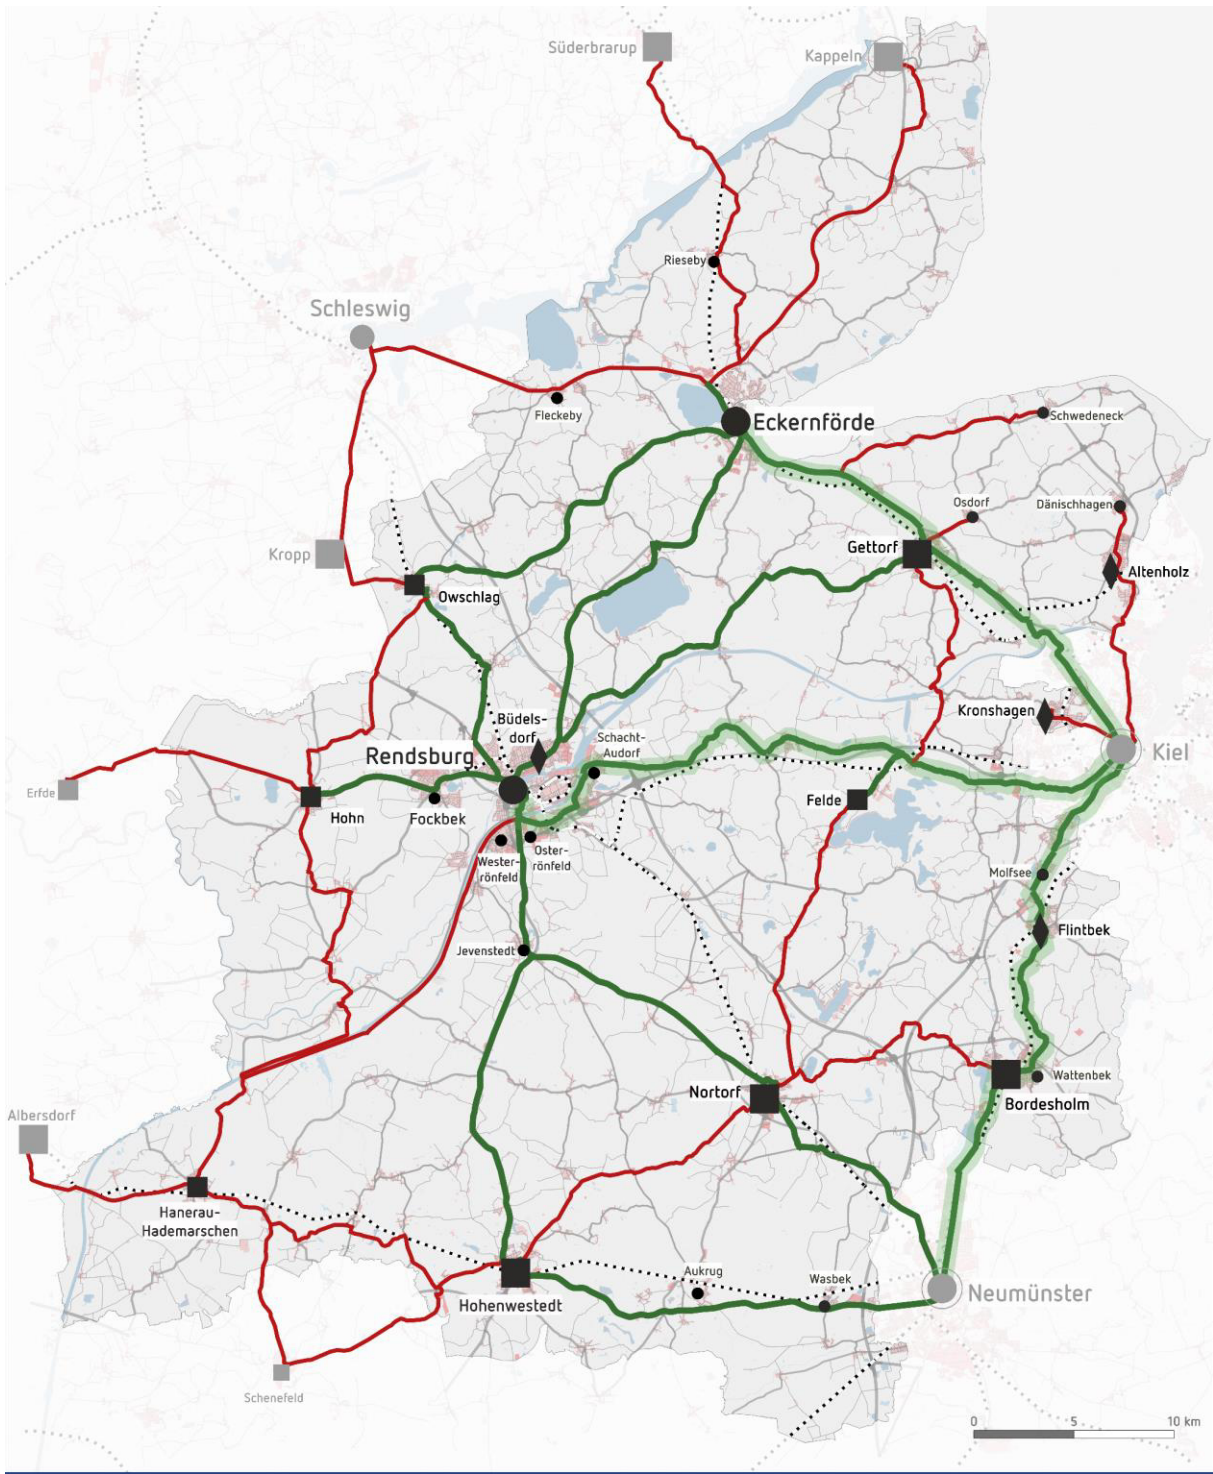 Süderbrarup
Kappeln
Rieseby
Schleswig
Fleckeby
Eckernförde
Schwedeneck
Osdorf
Dänischhagen
Kropp
Gettorf
Altenholz
Owschlag
Büdels-
dorf
Kronshagen
Schacht-
Audorf
Rendsburg
Kiel
Erfde
Hohn
Fockbek
Felde
Wester-
rönfeld
Oster-
rönfeld
Molfsee
Flintbek
Jevenstedt
Wattenbek
Nortorf
Bordesholm
Albersdorf
Hanerau-
Hademarschen
Aukrug
Wasbek
Neumünster
Hohenwestedt
Schenefeld
0 5 10 km